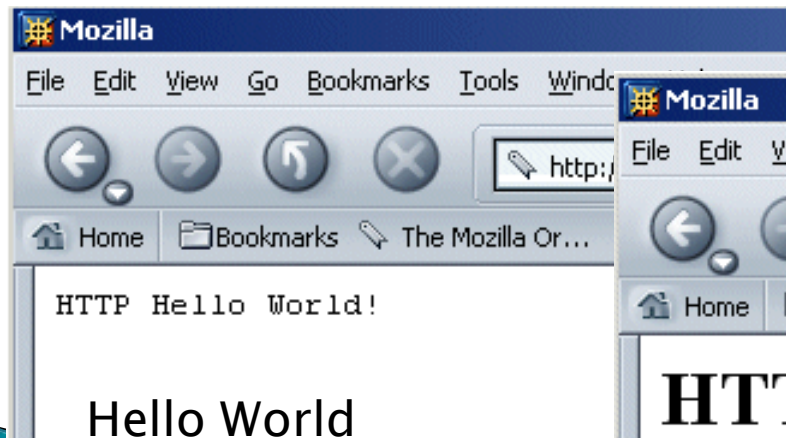 Mozilla
File Edit View Go Bookmarks Tools
http:/
Home Bookmarks The Mozilla Or...
HTTP Hello World!
Hello World
Mozilla
File Edit
Home